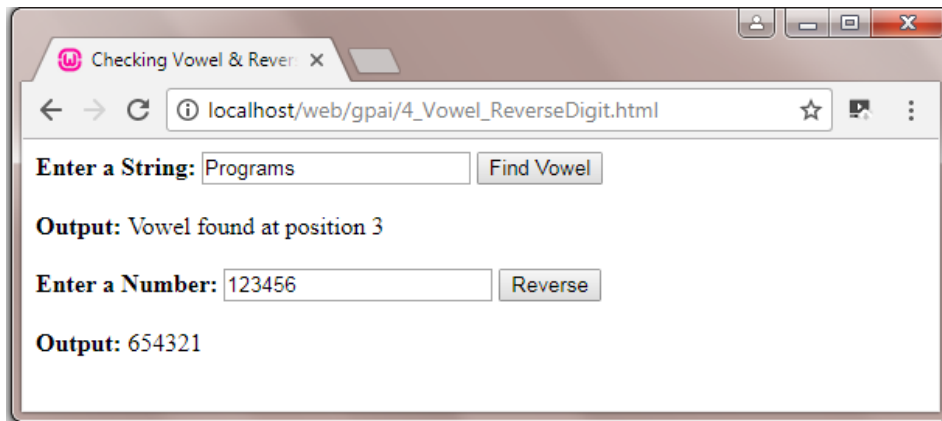 Checking Vowel & Rever
localhost/web/gpai/4_Vowel_ReverseDigit.html
Enter a String: Programs Find Vowel
Output: Vowel found at position 3
Enter a Number: 123456 Reverse
Output: 654321